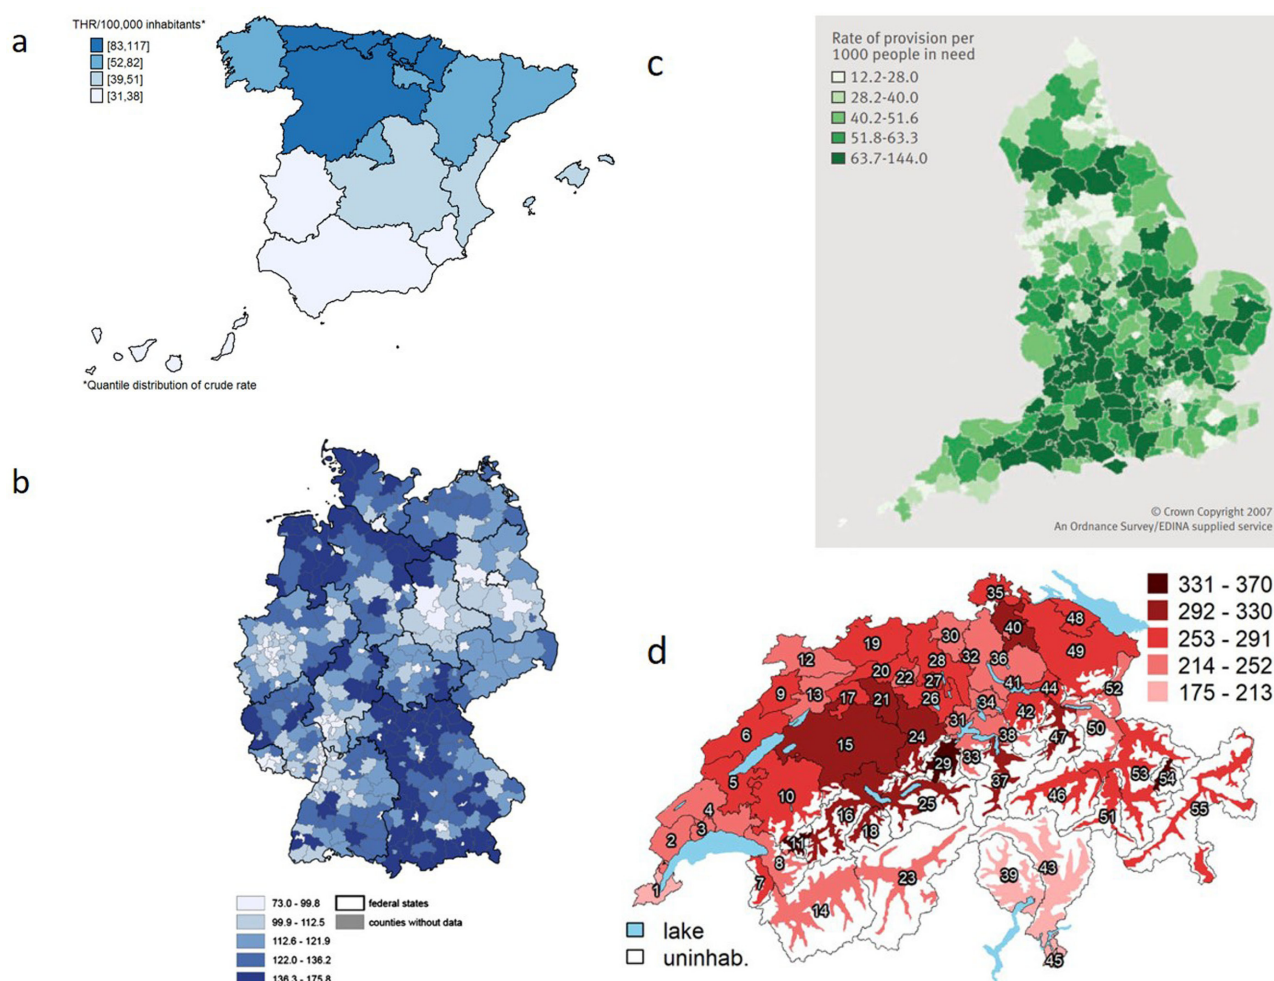 a
THR/100,000 inhabitants*
[83,117]
[52,82]
[39,51]
[31,38]
*Quantile distribution of crude rate
b
73.0 - 99.8
99.9 - 112.5
112.6 - 121.9
122.0 - 136.2
136.3 - 175.8
federal states
counties without data
c
Rate of provision per
1000 people in need
12.2-28.0
28.2-40.0
40.2-51.6
51.8-63.3
63.7-144.0
© Crown Copyright 2007
An Ordnance Survey/EDINA supplied service
d
331 - 370
292 - 330
253 - 291
214 - 252
175 - 213
35
48
40
30
19
49
12
32
36
28
20
22
27
41
52
9
13
17
26
44
21
34
42
31
50
6
24
38
47
15
29
33
53
54
5
37
10
46
25
55
4
16
51
18
3
2
11
8
43
23
39
7
1
14
45
lake
uninhab.